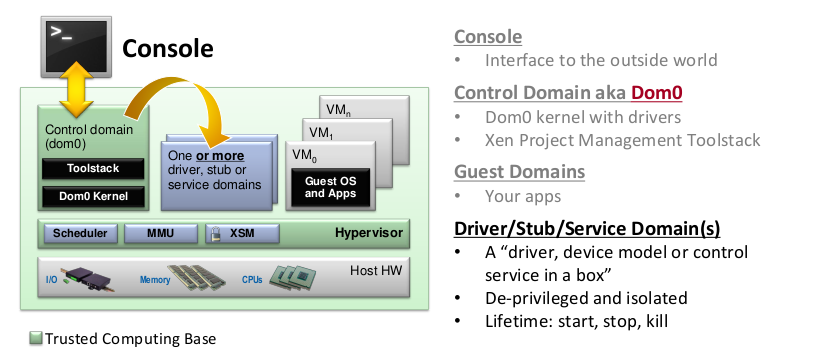 >_
Console
Control domain
(dom0)
Toolstack
Dom0 Kernel
One or more
driver, stub or
service domains
VMn
VM1
VM0
Guest OS
and Apps
Scheduler
MMU
XSM
Hypervisor
I/O
Memory
CPUs
Host HW
Trusted Computing Base
Console
• Interface to the outside world
Control Domain aka Dom0
• Dom0 kernel with drivers
• Xen Project Management Toolstack
Guest Domains
• Your apps
Driver/Stub/Service Domain(s)
• A “driver, device model or control
service in a box”
• De-privileged and isolated
• Lifetime: start, stop, kill